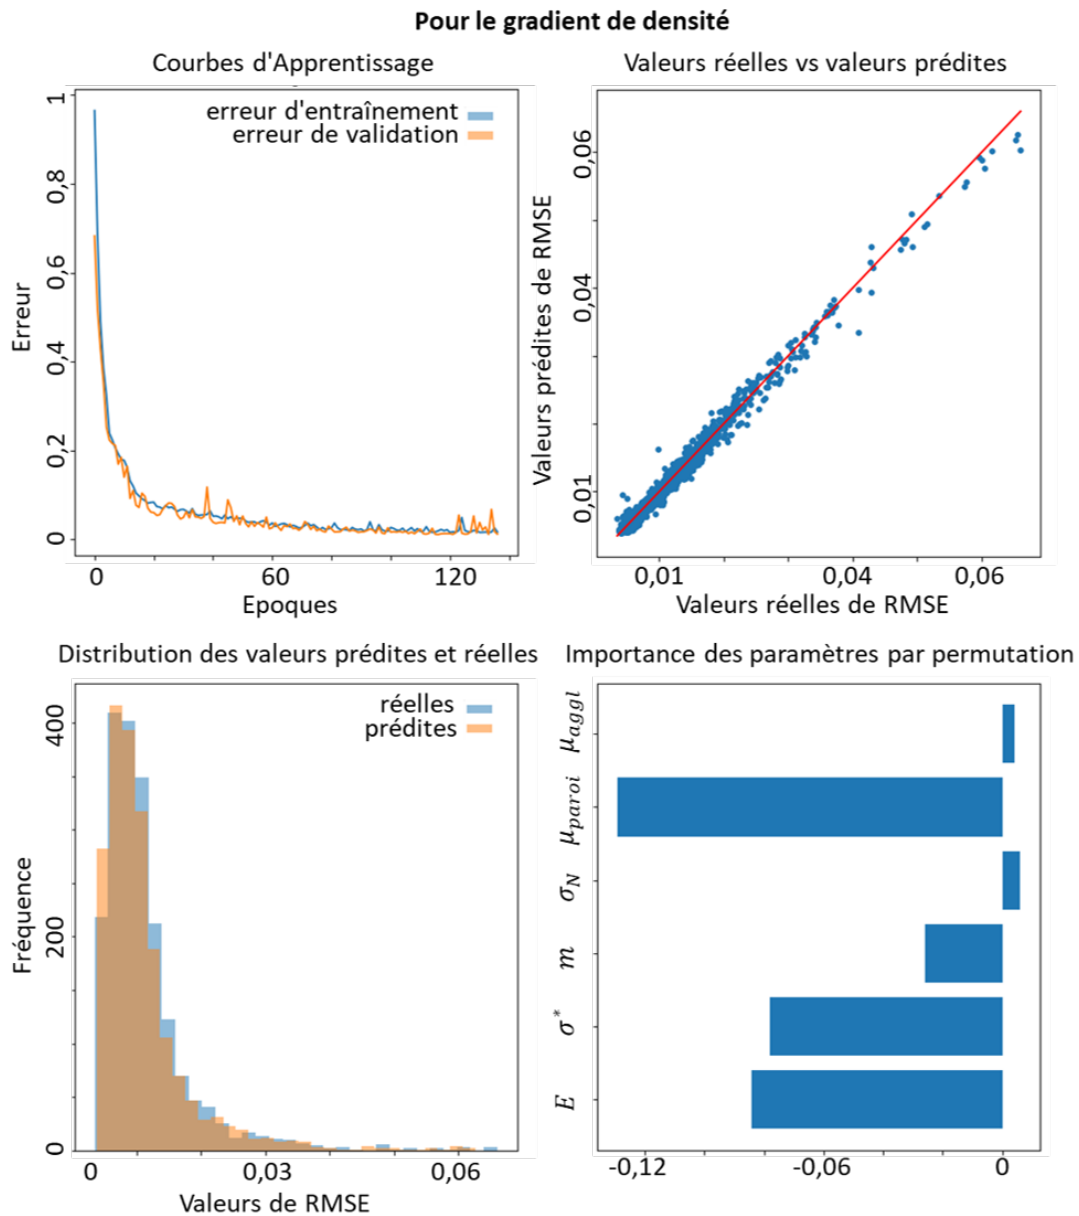 Pour le gradient de densité
Courbes d'Apprentissage
erreur d'entraînement
erreur de validation
Erreur
1
0,8
0,6
0,4
0,2
0
0 60 120
Epoques
Valeurs réelles vs valeurs prédites
Valeurs prédites de RMSE
0,06
0,04
0,01
0,01 0,04 0,06
Valeurs réelles de RMSE
Distribution des valeurs prédites et réelles
réelles
prédites
Fréquence
400
200
0
0 0,03 0,06
Valeurs de RMSE
Importance des paramètres par permutation
μ_aggl
μ_paroi
σ_N
m
σ*
E
-0,12 -0,06 0